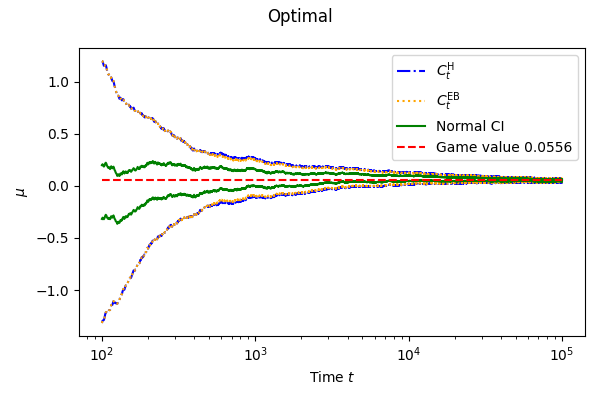 Optimal
C_t^H
C_t^EB
Normal CI
Game value 0.0556
μ
1.0
0.5
0.0
−0.5
−1.0
10^2
10^3
10^4
10^5
Time t